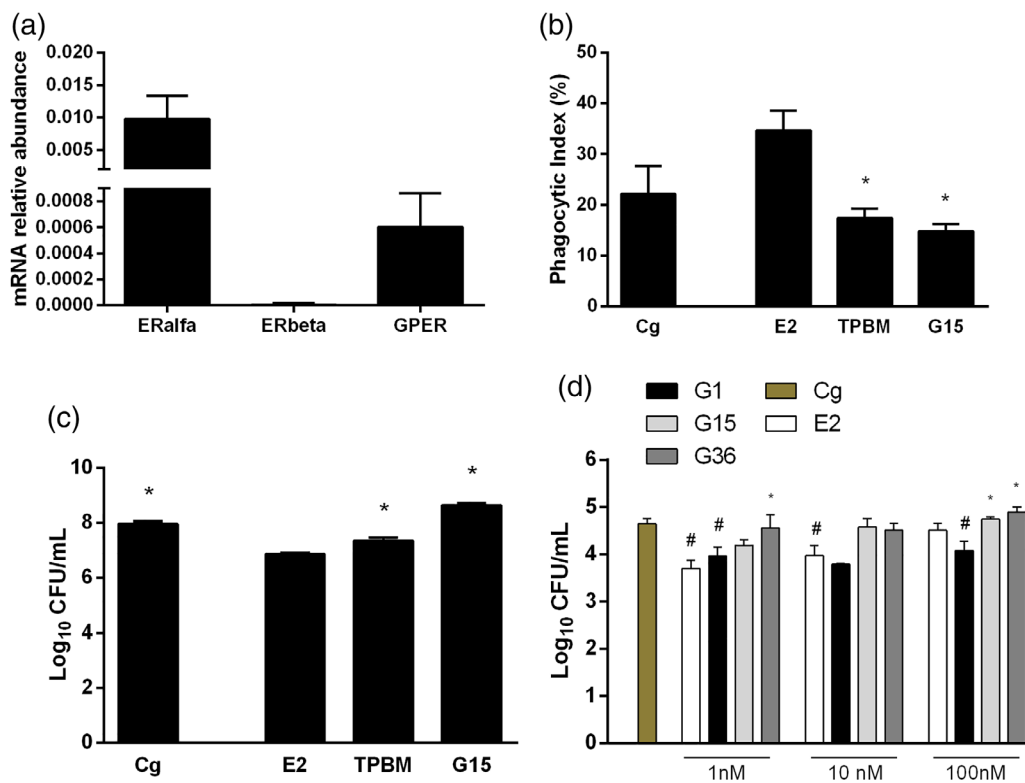 (a)
mRNA relative abundance
0.020
0.015
0.010
0.005
0.0008
0.0006
0.0004
0.0002
0.0000
ERalfa ERbeta GPER
(b)
Phagocytic Index (%)
50
40
30
20
10
0
* *
Cg E2 TPBM G15
(c)
Log10 CFU/mL
10
8
6
4
2
0
* * *
Cg E2 TPBM G15
(d)
G1 Cg
G15 E2
G36
Log10 CFU/mL
6
5
4
3
2
1
0
# # * # # * *
1nM 10 nM 100nM